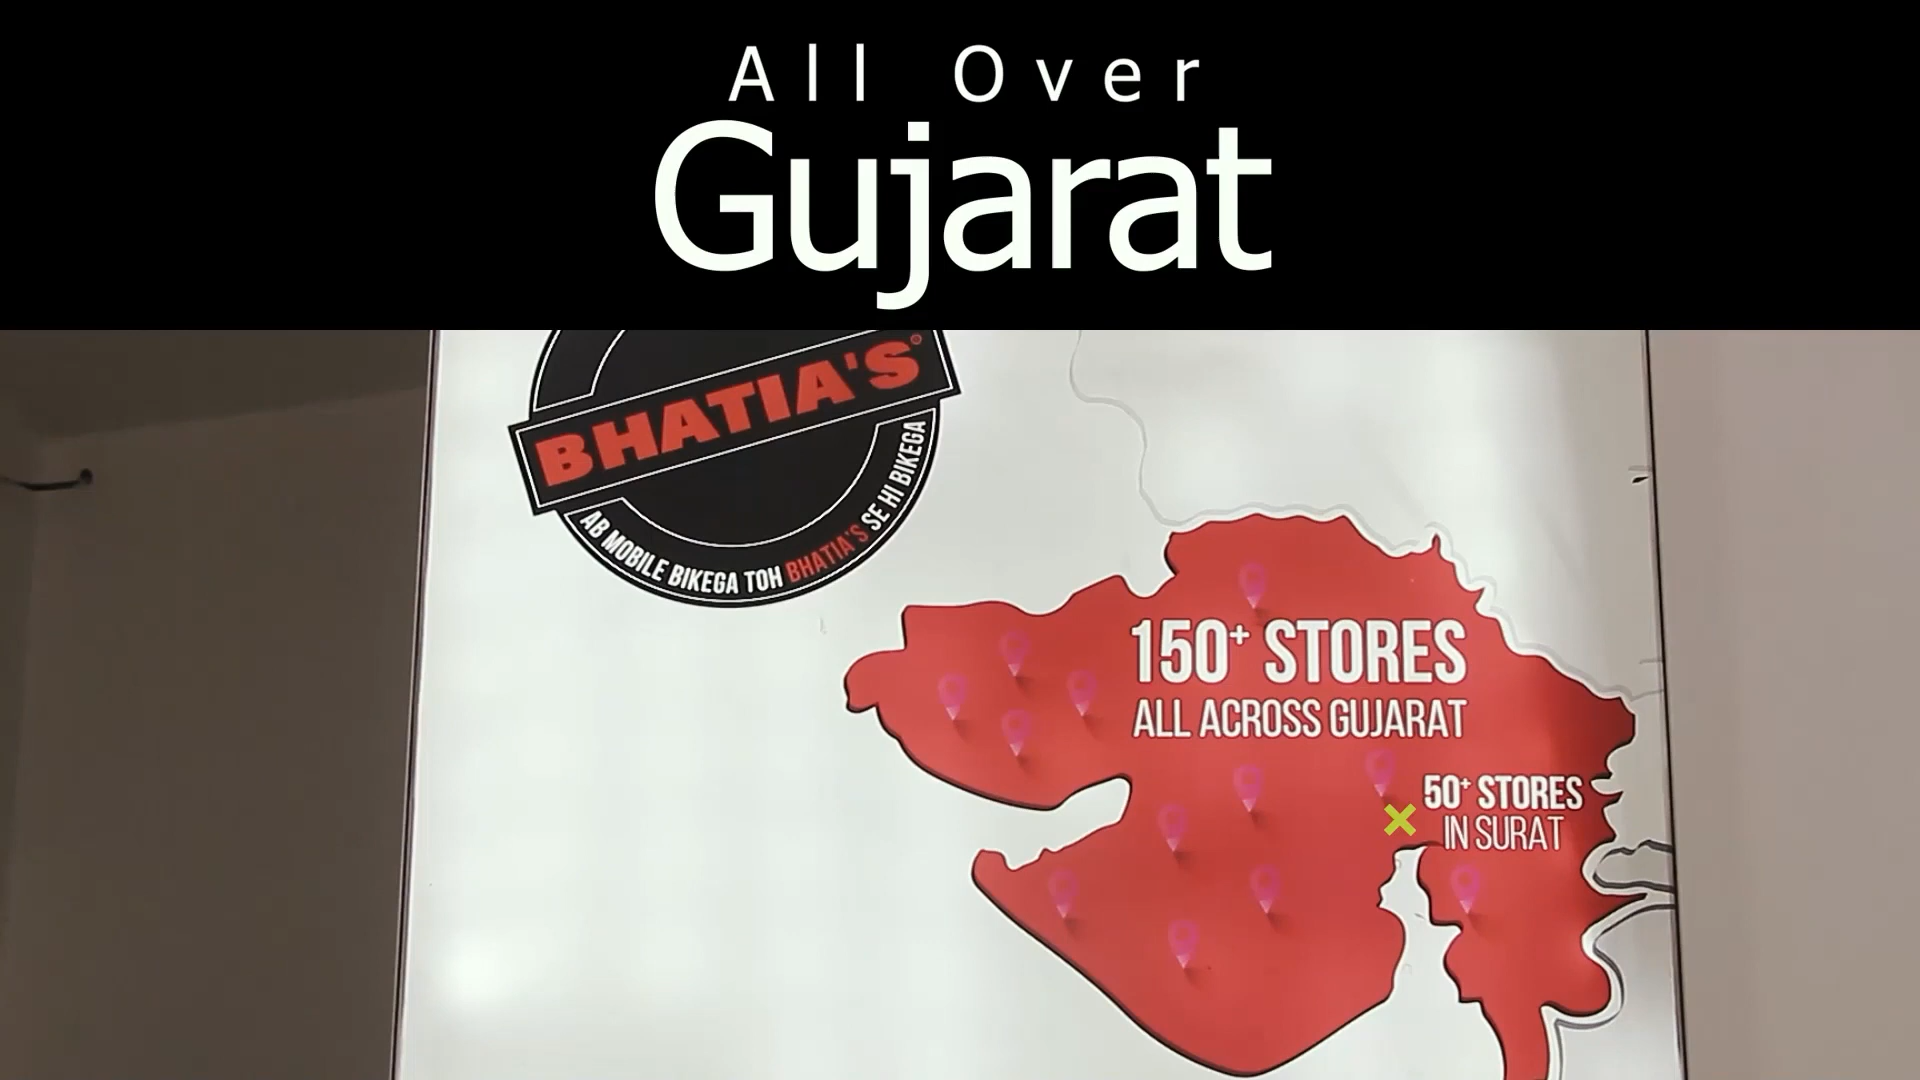 All Over
Gujarat
BHATIA'S®
AB MOBILE BIKEGA TOH BHATIA'S SE HI BIKEGA
150+ STORES
ALL ACROSS GUJARAT
50+ STORES
IN SURAT